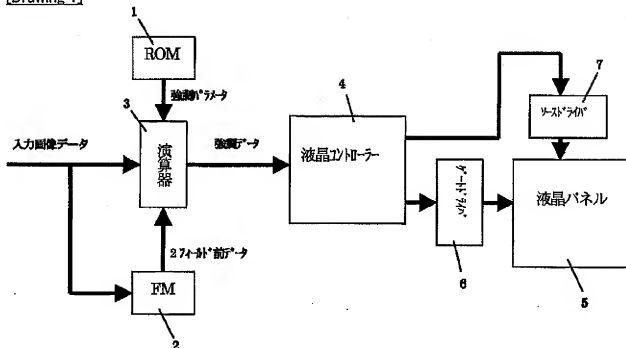 [Drawing 1]
1
ROM
強調パラメータ
3
演算器
入力画像データ
強調データ
2フィールド前データ
FM
2
4
液晶コントローラー
7
ソースドライバ
ゲートドライバ
6
液晶パネル
5